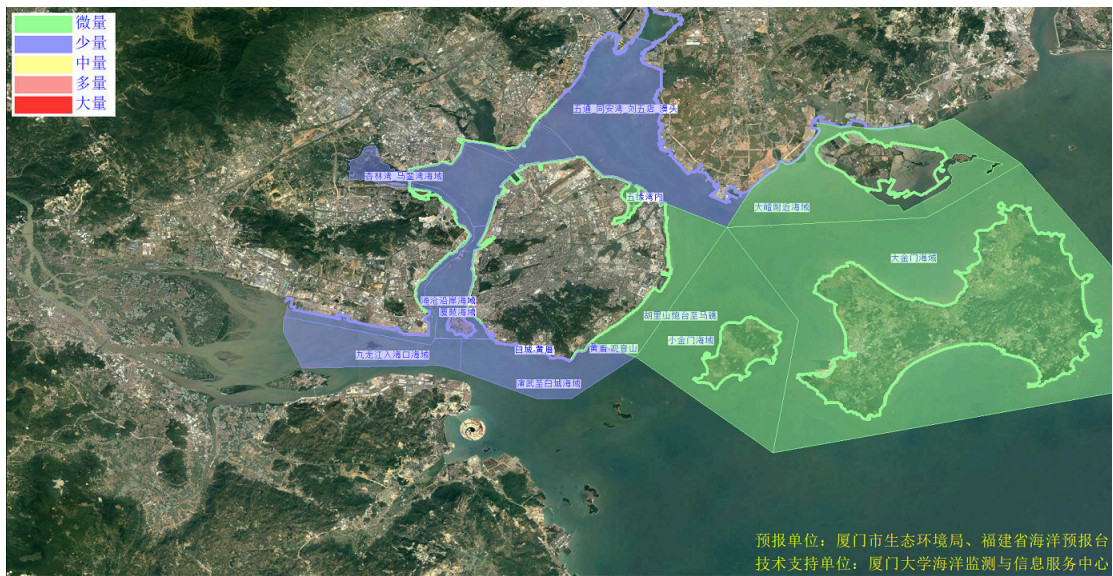 微量
少量
中量
多量
大量
五通 同安湾 刘五店 澳头
杏林湾 马銮湾海域
五缘湾内
大嶝附近海域
大金门海域
海沧沿岸海域
厦鼓海域
胡里山炮台至马銮
小金门海域
九龙江入海口海域
白城-黄厝
黄厝-观音山
演武至白城海域
预报单位：厦门市生态环境局、福建省海洋预报台
技术支持单位：厦门大学海洋监测与信息服务中心